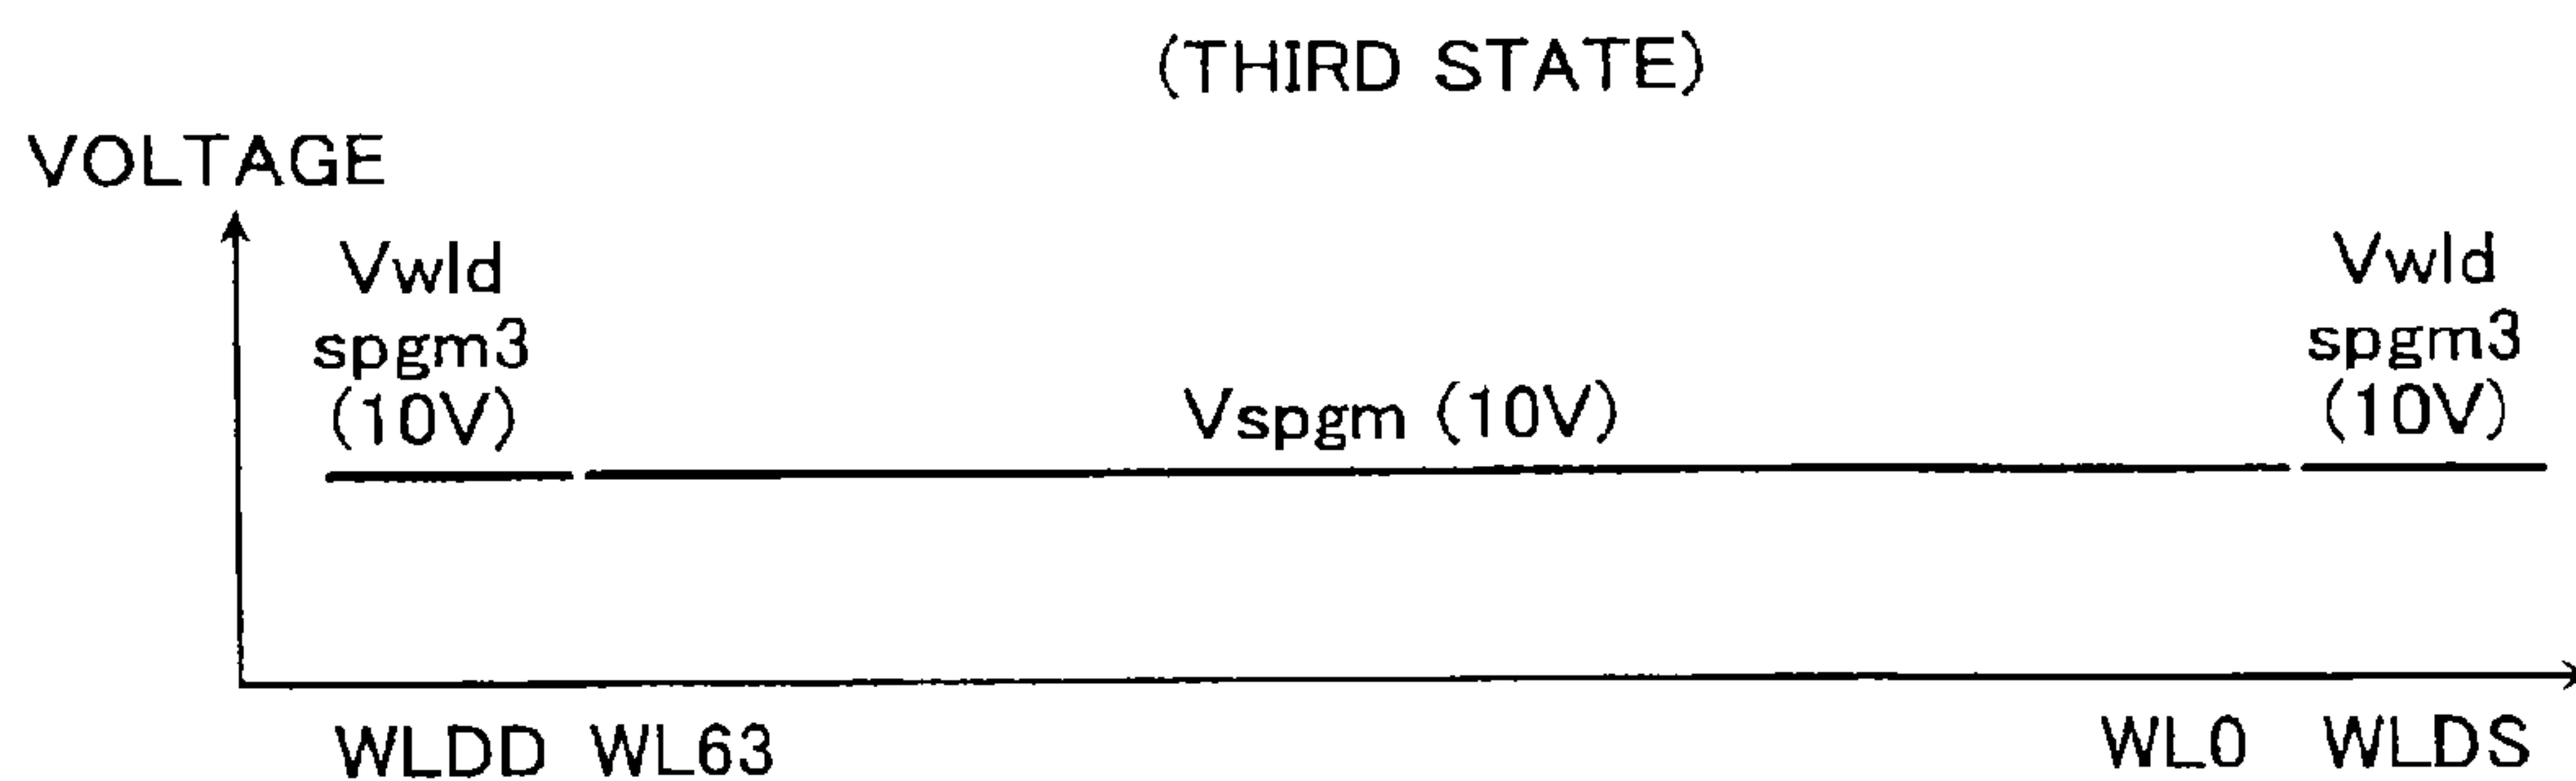 (THIRD STATE)
VOLTAGE
Vwld
spgm3
(10V)
Vspgm (10V)
Vwld
spgm3
(10V)
WLDD WL63
WL0 WLDS